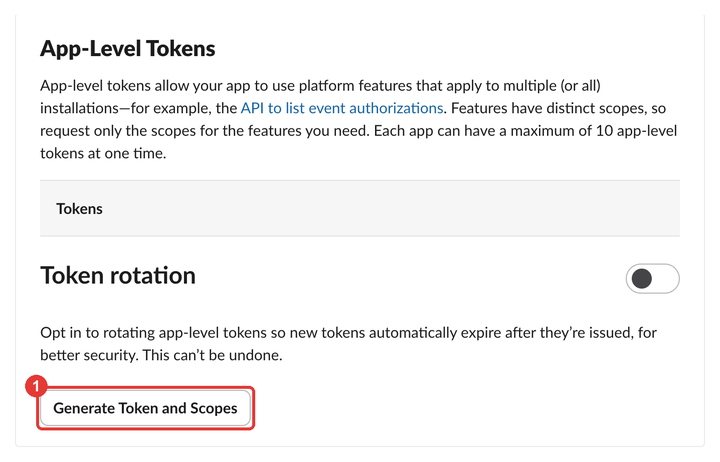 App-Level Tokens
App-level tokens allow your app to use platform features that apply to multiple (or all)
installations—for example, the API to list event authorizations. Features have distinct scopes, so
request only the scopes for the features you need. Each app can have a maximum of 10 app-level
tokens at one time.
Tokens
Token rotation
Opt in to rotating app-level tokens so new tokens automatically expire after they’re issued, for
better security. This can’t be undone.
1
Generate Token and Scopes